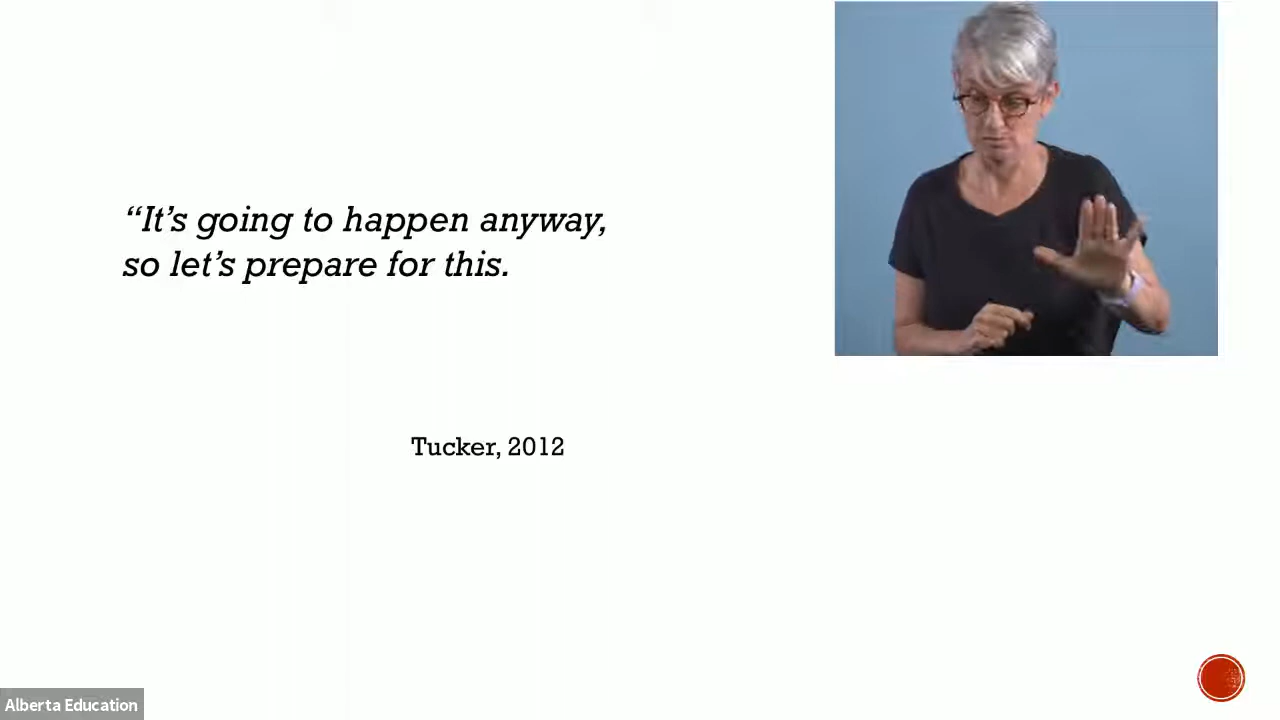 “It’s going to happen anyway,
so let’s prepare for this.
Tucker, 2012
Alberta Education